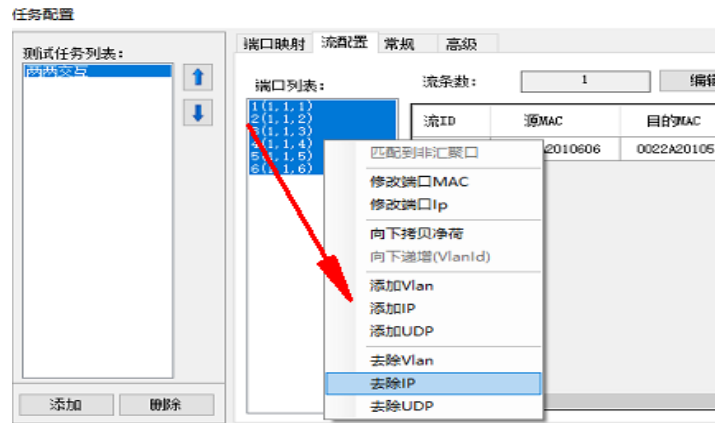 任务配置
测试任务列表:
两两交互
添加
删除
端口映射
流配置
常规
高级
端口列表:
流条数:
1
编辑
1(1,1,1)
2(1,1,2)
3(1,1,3)
4(1,1,4)
5(1,1,5)
6(1,1,6)
流ID
源MAC
目的MAC
A2010606
0022A20105
匹配到非汇聚口
修改端口MAC
修改端口Ip
向下拷贝净荷
向下递增(VlanId)
添加Vlan
添加IP
添加UDP
去除Vlan
去除IP
去除UDP